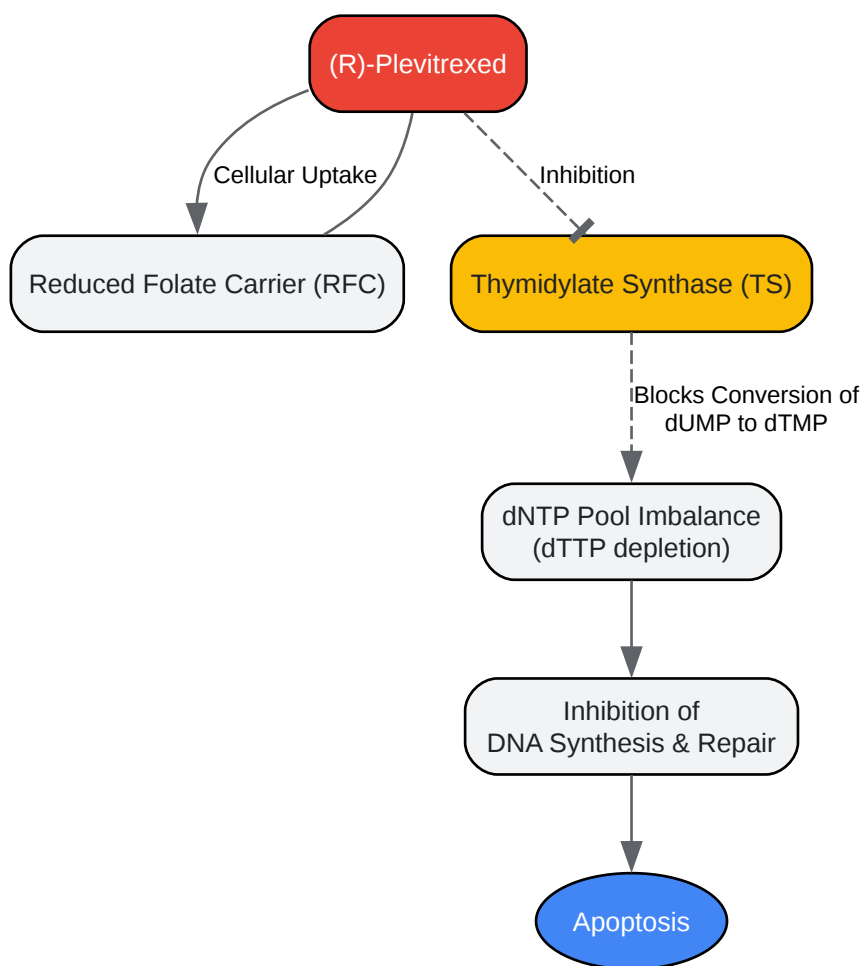 (R)-Plevitrexed
Cellular Uptake
Inhibition
Reduced Folate Carrier (RFC)
Thymidylate Synthase (TS)
Blocks Conversion of
dUMP to dTMP
dNTP Pool Imbalance
(dTTP depletion)
Inhibition of
DNA Synthesis & Repair
Apoptosis